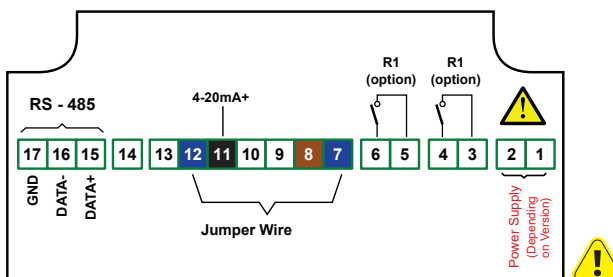 R1
(option)
R1
(option)
RS - 485
4-20mA+
17 16 15 14 13 12 11 10 9 8 7 6 5 4 3 2 1
GND
DATA-
DATA+
Jumper Wire
Power Supply
(Depending
on Version)